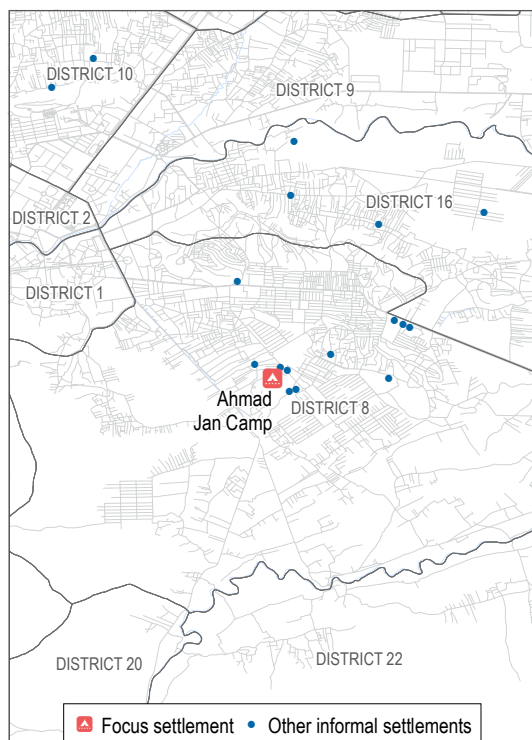 DISTRICT 10
DISTRICT 9
DISTRICT 16
DISTRICT 2
DISTRICT 1
Ahmad
Jan Camp
DISTRICT 8
DISTRICT 20
DISTRICT 22
Focus settlement
Other informal settlements